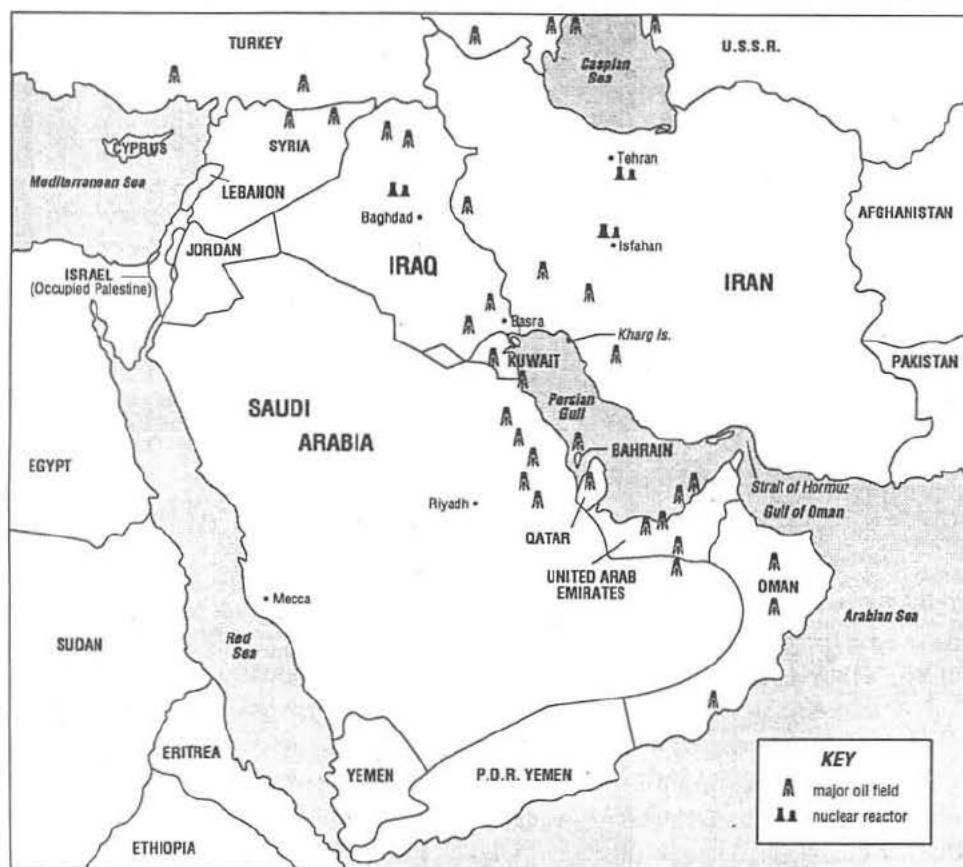 TURKEY
U.S.S.R.
Caspian
Sea
CYPRUS
SYRIA
Tehran
Mediterranean Sea
LEBANON
Baghdad
AFGHANISTAN
JORDAN
IRAQ
Isfahan
ISRAEL
(Occupied Palestine)
IRAN
Basra
Kharg Is.
KUWAIT
PAKISTAN
SAUDI
ARABIA
Persian
Gulf
EGYPT
BAHRAIN
Strait of Hormuz
Riyadh
Gulf of Oman
QATAR
UNITED ARAB
EMIRATES
OMAN
Mecca
Arabian Sea
SUDAN
Red
Sea
ERITREA
YEMEN
P.D.R. YEMEN
ETHIOPIA
KEY
major oil field
nuclear reactor